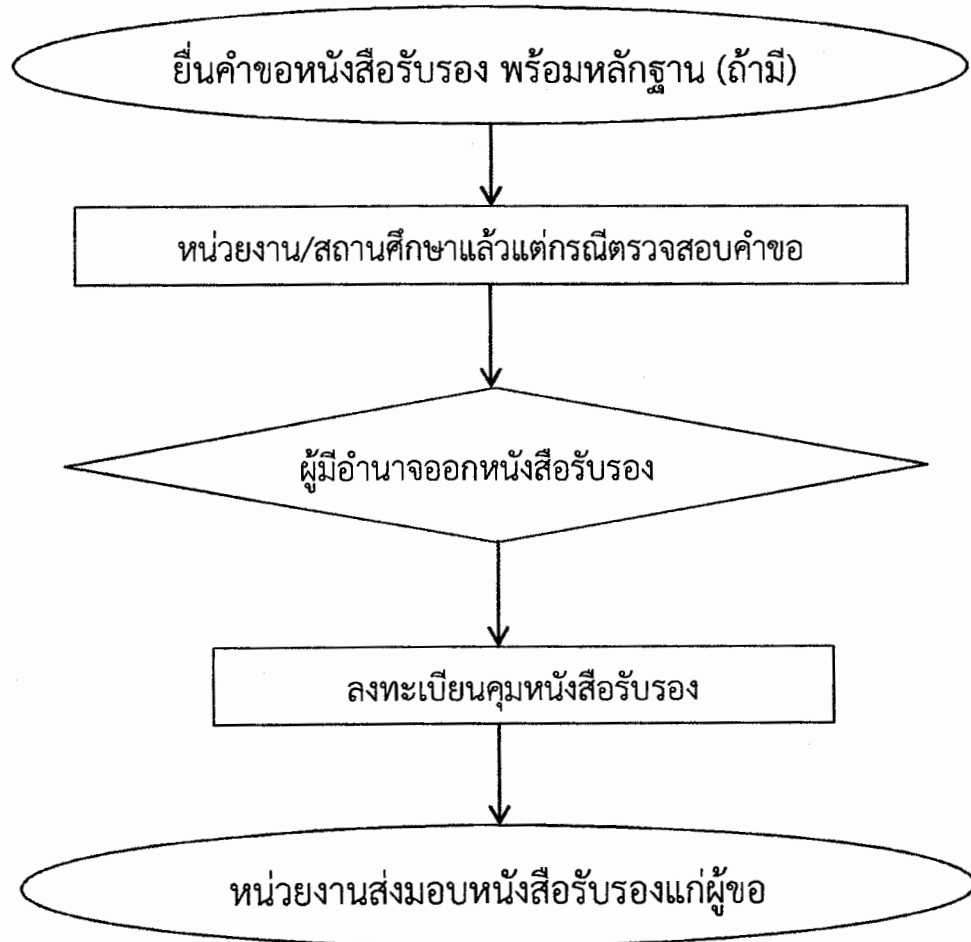 ยื่นคำขอหนังสือรับรอง พร้อมหลักฐาน (ถ้ามี)
หน่วยงาน/สถานศึกษาแล้วแต่กรณีตรวจสอบคำขอ
ผู้มีอำนาจออกหนังสือรับรอง
ลงทะเบียนคุมหนังสือรับรอง
หน่วยงานส่งมอบหนังสือรับรองแก่ผู้ขอ